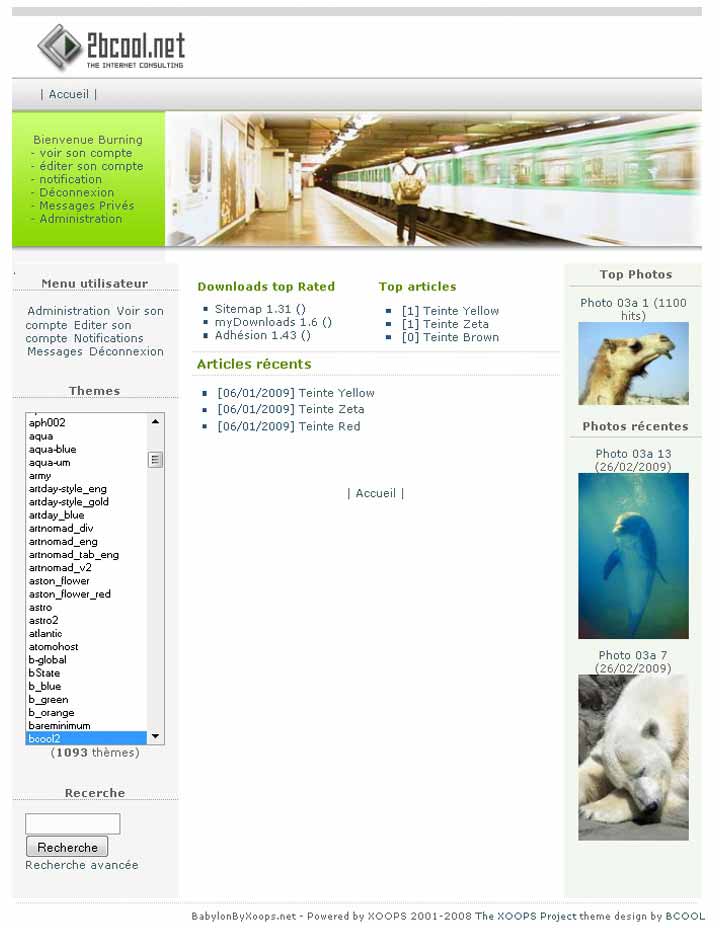 2bcool.net
THE INTERNET CONSULTING
| Accueil |
Bienvenue Burning
- voir son compte
- éditer son compte
- notification
- Déconnexion
- Messages Privés
- Administration
Menu utilisateur
Administration Voir son
compte Editer son
compte Notifications
Messages Déconnexion
Themes
aph002
aqua
aqua-blue
aqua-um
army
artday-style_eng
artday-style_gold
artday_blue
artnomad_div
artnomad_eng
artnomad_tab_eng
artnomad_v2
aston_flower
aston_flower_red
astro
astro2
atlantic
atomohost
b-global
bState
b_blue
b_green
b_orange
bareminimum
bcool2
(1093 thèmes)
Recerche
Recherche
Recherche avancée
Downloads top Rated
Sitemap 1.31 ()
myDownloads 1.6 ()
Adhésion 1.43 ()
Top articles
[1] Teinte Yellow
[1] Teinte Zeta
[0] Teinte Brown
Articles récents
[06/01/2009] Teinte Yellow
[06/01/2009] Teinte Zeta
[06/01/2009] Teinte Red
| Accueil |
Top Photos
Photo 03a 1 (1100
hits)
Photos récentes
Photo 03a 13
(26/02/2009)
Photo 03a 7
(26/02/2009)
BabylonByXoops.net - Powered by XOOPS 2001-2008 The XOOPS Project theme design by BCOOL